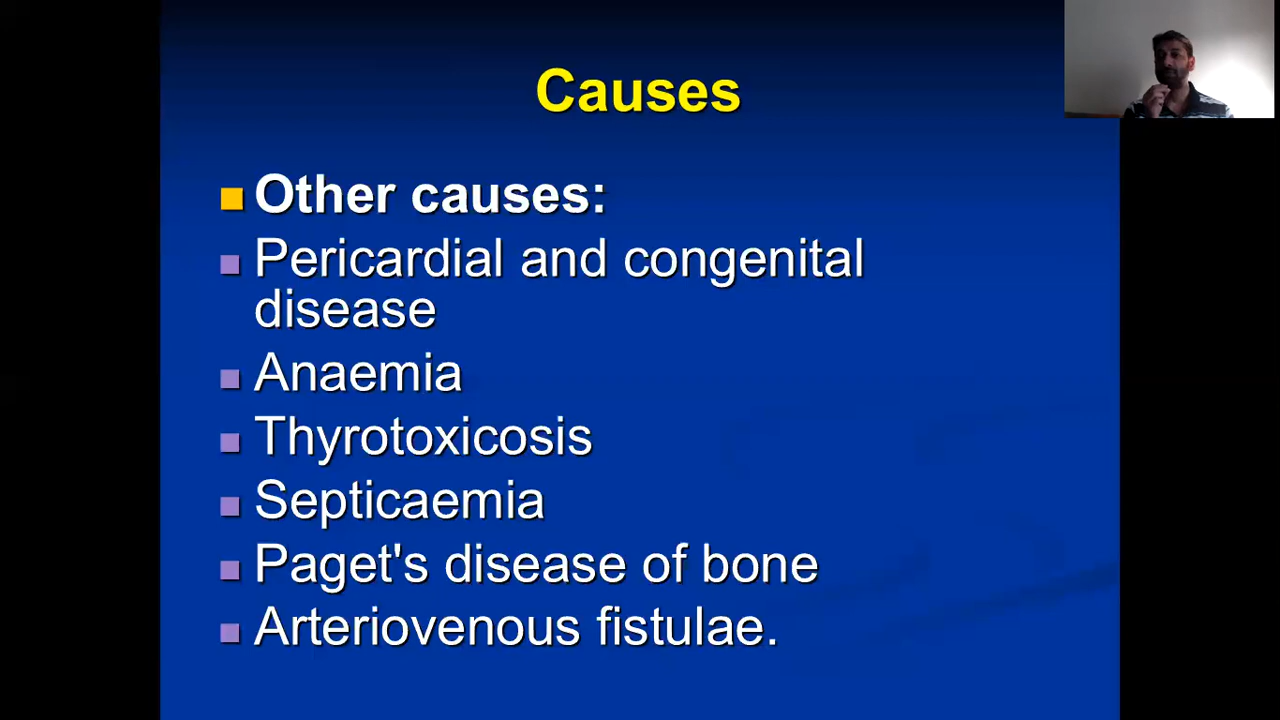 Causes
Other causes:
Pericardial and congenital
disease
Anaemia
Thyrotoxicosis
Septicaemia
Paget's disease of bone
Arteriovenous fistulae.